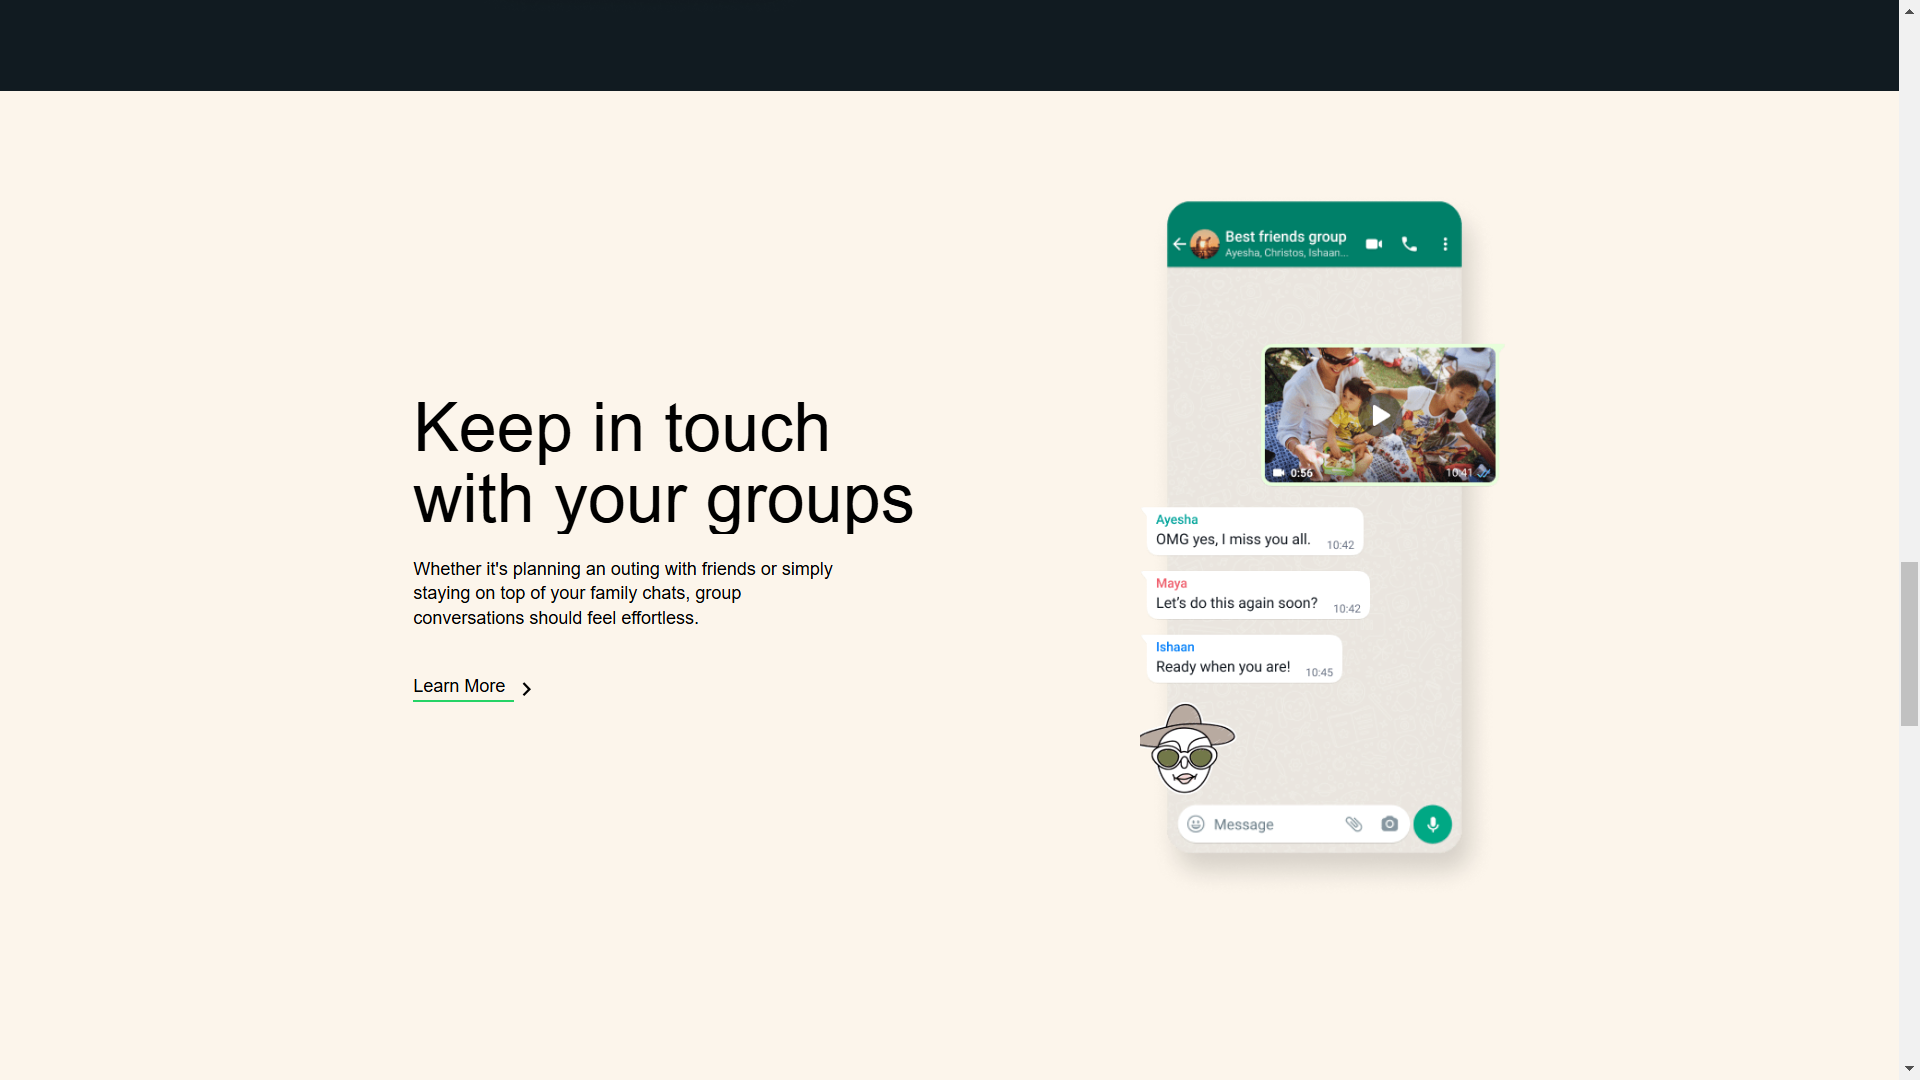 Best friends group
Ayesha, Christos, Ishaan...
0:56
10:41
Keep in touch
with your groups
Whether it's planning an outing with friends or simply
staying on top of your family chats, group
conversations should feel effortless.
Learn More
Ayesha
OMG yes, I miss you all. 10:42
Maya
Let’s do this again soon? 10:42
Ishaan
Ready when you are! 10:45
Message